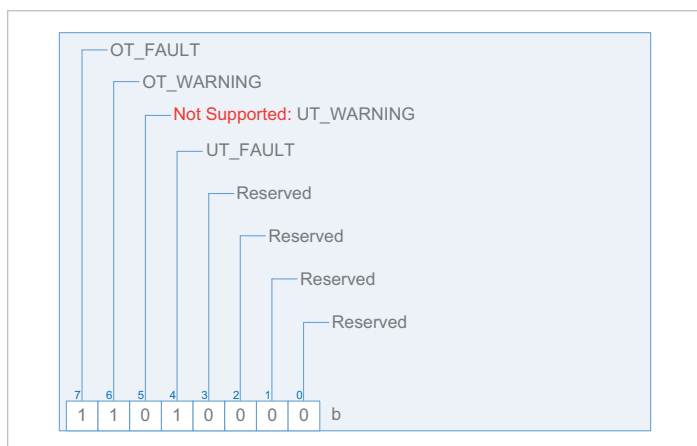 OT_FAULT
OT_WARNING
Not Supported: UT_WARNING
UT_FAULT
Reserved
Reserved
Reserved
Reserved
7 6 5 4 3 2 1 0
1 1 0 1 0 0 0 0 b